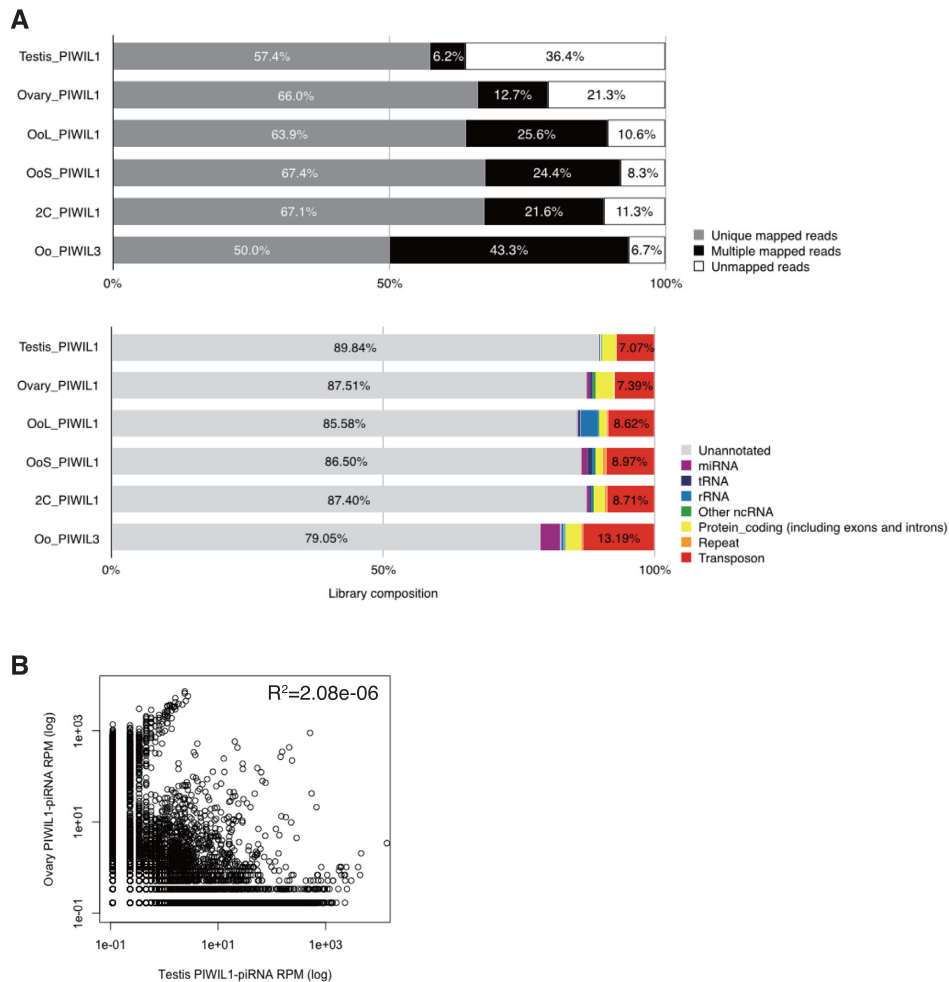 A
Testis_PIWIL1 57.4% 6.2% 36.4%
Ovary_PIWIL1 66.0% 12.7% 21.3%
OoL_PIWIL1 63.9% 25.6% 10.6%
OoS_PIWIL1 67.4% 24.4% 8.3%
2C_PIWIL1 67.1% 21.6% 11.3%
Oo_PIWIL3 50.0% 43.3% 6.7%
0% 50% 100%
Unique mapped reads
Multiple mapped reads
Unmapped reads
Testis_PIWIL1 89.84% 7.07%
Ovary_PIWIL1 87.51% 7.39%
OoL_PIWIL1 85.58% 8.62%
OoS_PIWIL1 86.50% 8.97%
2C_PIWIL1 87.40% 8.71%
Oo_PIWIL3 79.05% 13.19%
0% 50% 100%
Library composition
Unannotated
miRNA
tRNA
rRNA
Other ncRNA
Protein_coding (including exons and introns)
Repeat
Transposon
B
R²=2.08e-06
Ovary PIWIL1-piRNA RPM (log)
1e+03
1e+01
1e-01
1e-01 1e+01 1e+03
Testis PIWIL1-piRNA RPM (log)